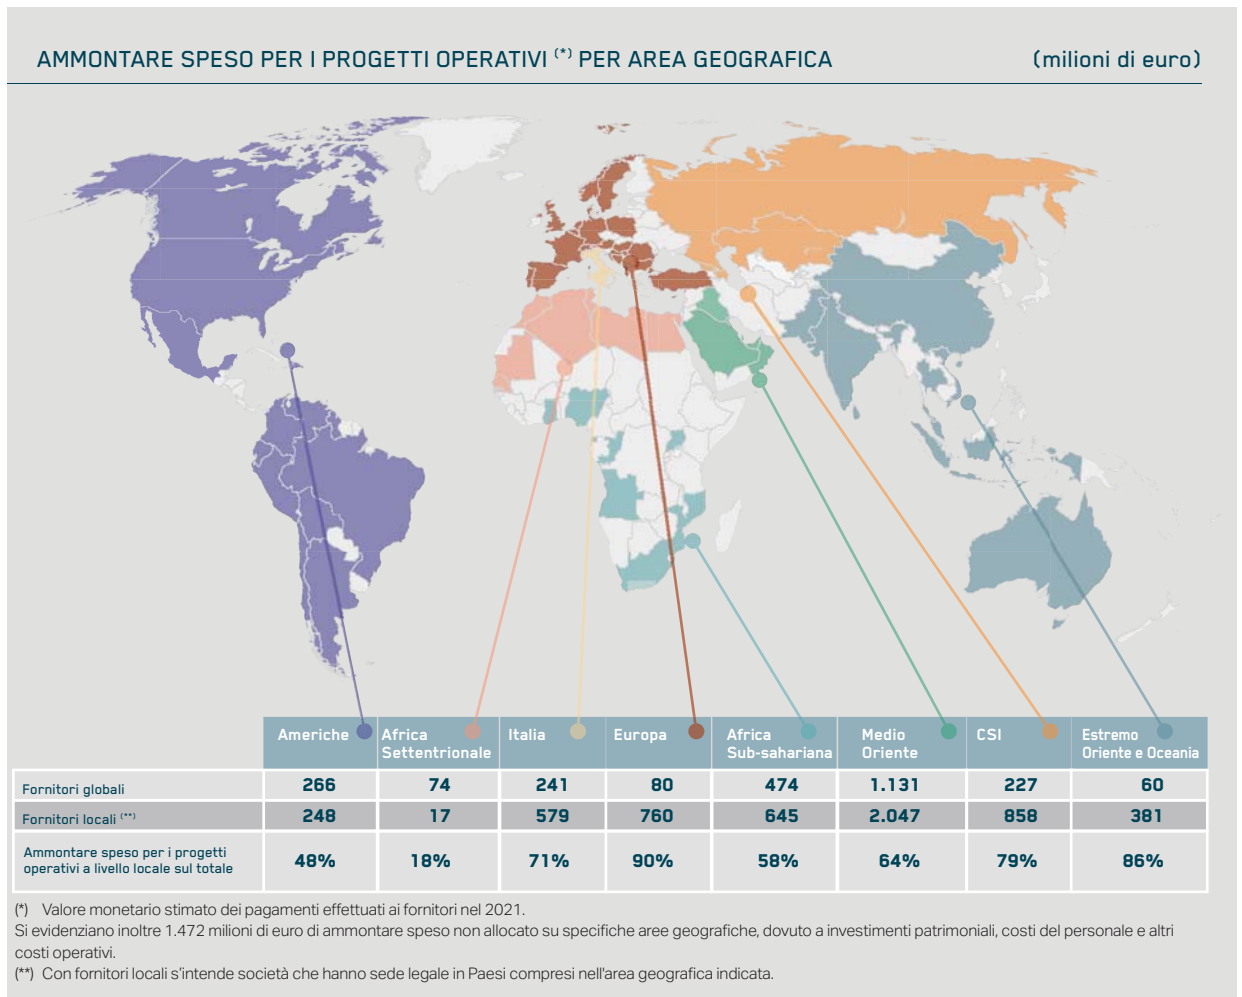 AMMONTARE SPESO PER I PROGETTI OPERATIVI (*) PER AREA GEOGRAFICA (milioni di euro)
Americhe Africa Settentrionale Italia Europa Africa Sub-sahariana Medio Oriente CSI Estremo Oriente e Oceania
Fornitori globali 266 74 241 80 474 1.131 227 60
Fornitori locali (**) 248 17 579 760 645 2.047 858 381
Ammontare speso per i progetti
operativi a livello locale sul totale 48% 18% 71% 90% 58% 64% 79% 86%
(*) Valore monetario stimato dei pagamenti effettuati ai fornitori nel 2021.
Si evidenziano inoltre 1.472 milioni di euro di ammontare speso non allocato su specifiche aree geografiche, dovuto a investimenti patrimoniali, costi del personale e altri
costi operativi.
(**) Con fornitori locali s’intende società che hanno sede legale in Paesi compresi nell'area geografica indicata.